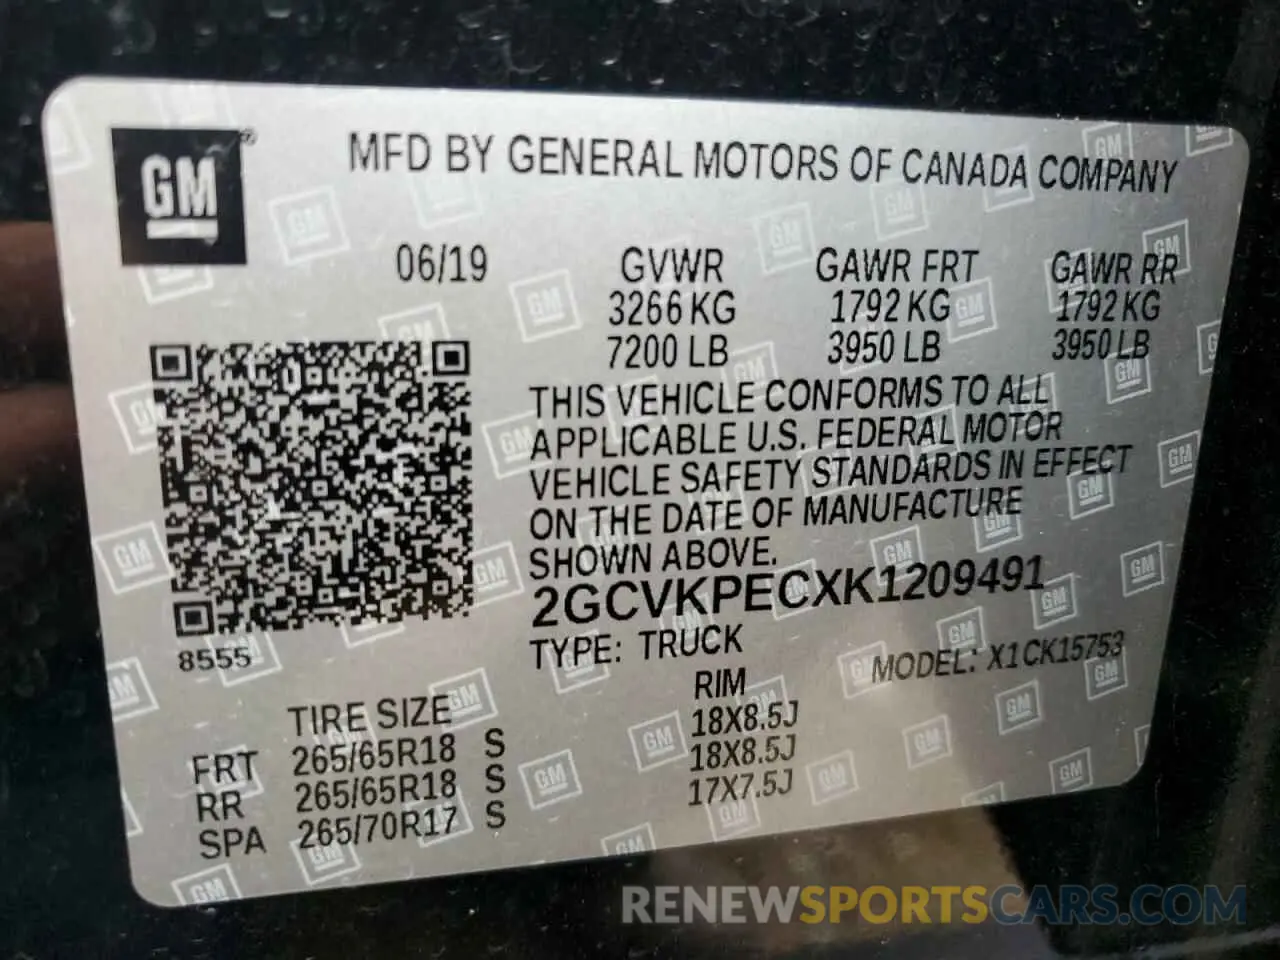 GM®
MFD BY GENERAL MOTORS OF CANADA COMPANY
06/19 GVWR GAWR FRT GAWR RR
3266 KG 1792 KG 1792 KG
7200 LB 3950 LB 3950 LB
THIS VEHICLE CONFORMS TO ALL
APPLICABLE U.S. FEDERAL MOTOR
VEHICLE SAFETY STANDARDS IN EFFECT
ON THE DATE OF MANUFACTURE
SHOWN ABOVE.
2GCVKPECXK1209491
8555
TYPE: TRUCK MODEL: X1CK15753
TIRE SIZE RIM
FRT 265/65R18 S 18X8.5J
RR 265/65R18 S 18X8.5J
SPA 265/70R17 S 17X7.5J
RENEWSPORTSCARS.COM